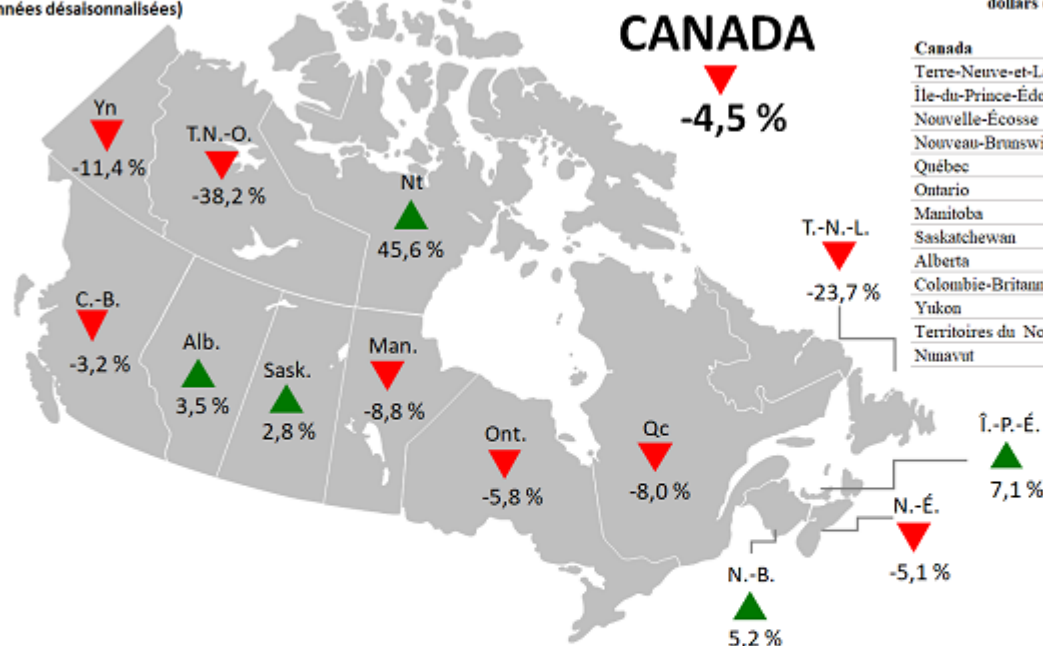 désaisonnalisées)
CANADA
-4,5 %
dollars
Yn
-11,4 %
T.N.-O.
-38,2 %
Nt
45,6 %
C.-B.
-3,2 %
Alb.
3,5 %
Sask.
2,8 %
Man.
-8,8 %
Ont.
-5,8 %
Qc
-8,0 %
T.-N.-L.
-23,7 %
Î.-P.-É.
7,1 %
N.-É.
-5,1 %
N.-B.
5,2 %
Canada
Terre-Neuve-et-L
Île-du-Prince-Édo
Nouvelle-Écosse
Nouveau-Brunswi
Québec
Ontario
Manitoba
Saskatchewan
Alberta
Colombie-Britann
Yukon
Territoires du No
Nunavut